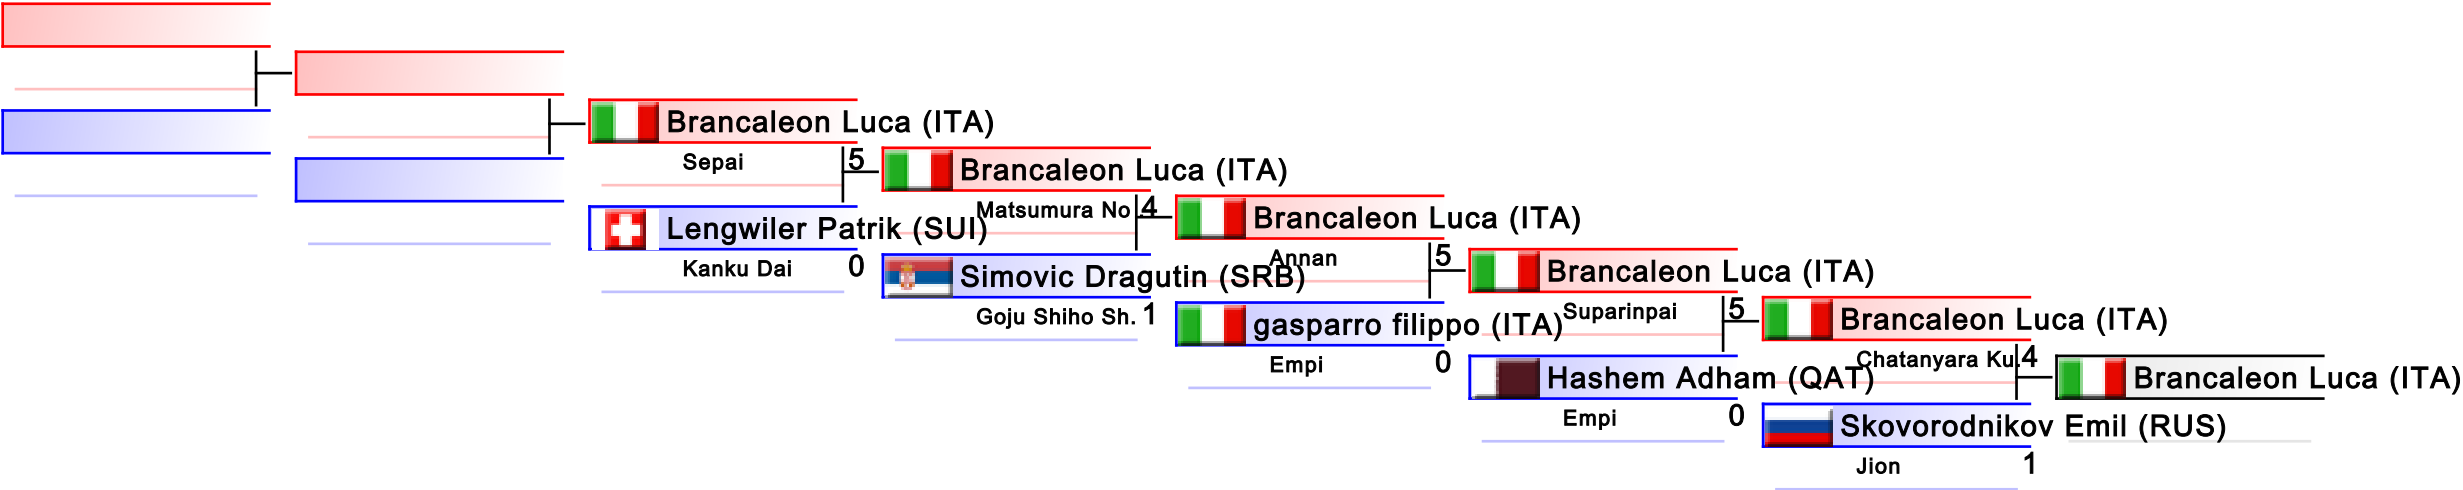 Brancaleon Luca (ITA)
Sepai
5
Lengwiler Patrik (SUI)
Kanku Dai
0
Brancaleon Luca (ITA)
Matsumura No
4
Simovic Dragutin (SRB)
Goju Shiho Sh.
1
Brancaleon Luca (ITA)
Annan
5
gasparro filippo (ITA)
Empi
0
Brancaleon Luca (ITA)
Suparinpai
5
Hashem Adham (QAT)
Empi
0
Brancaleon Luca (ITA)
Chatanyara Ku.
4
Skovorodnikov Emil (RUS)
Jion
1
Brancaleon Luca (ITA)